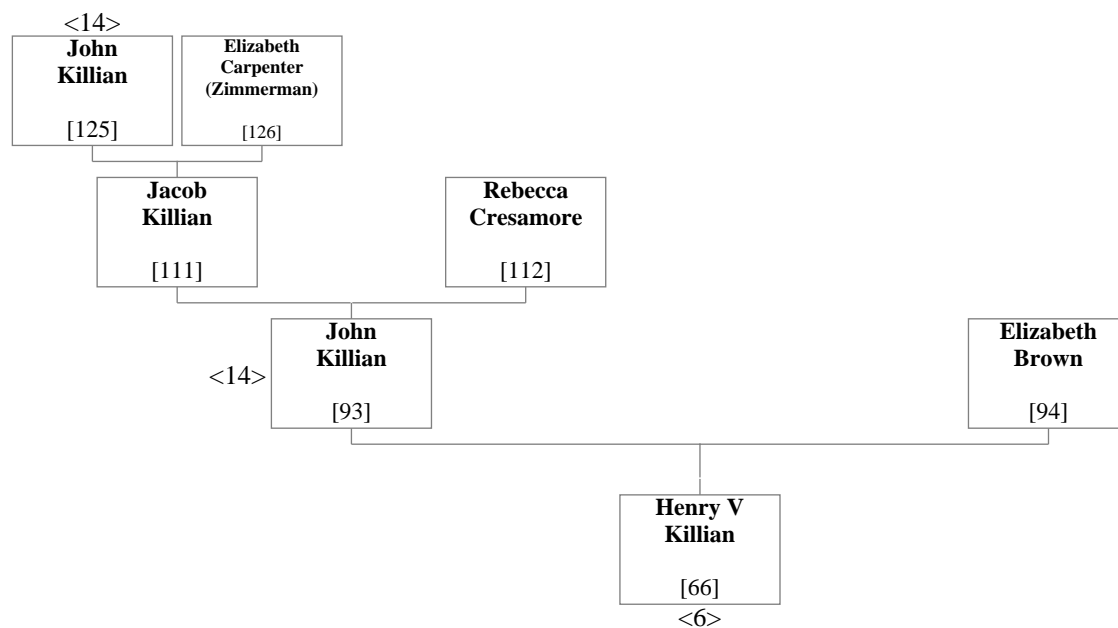 <14>
John
Killian
[125]
Elizabeth
Carpenter
(Zimmerman)
[126]
Jacob
Killian
[111]
Rebecca
Cresamore
[112]
<14>
John
Killian
[93]
Elizabeth
Brown
[94]
Henry V
Killian
[66]
<6>